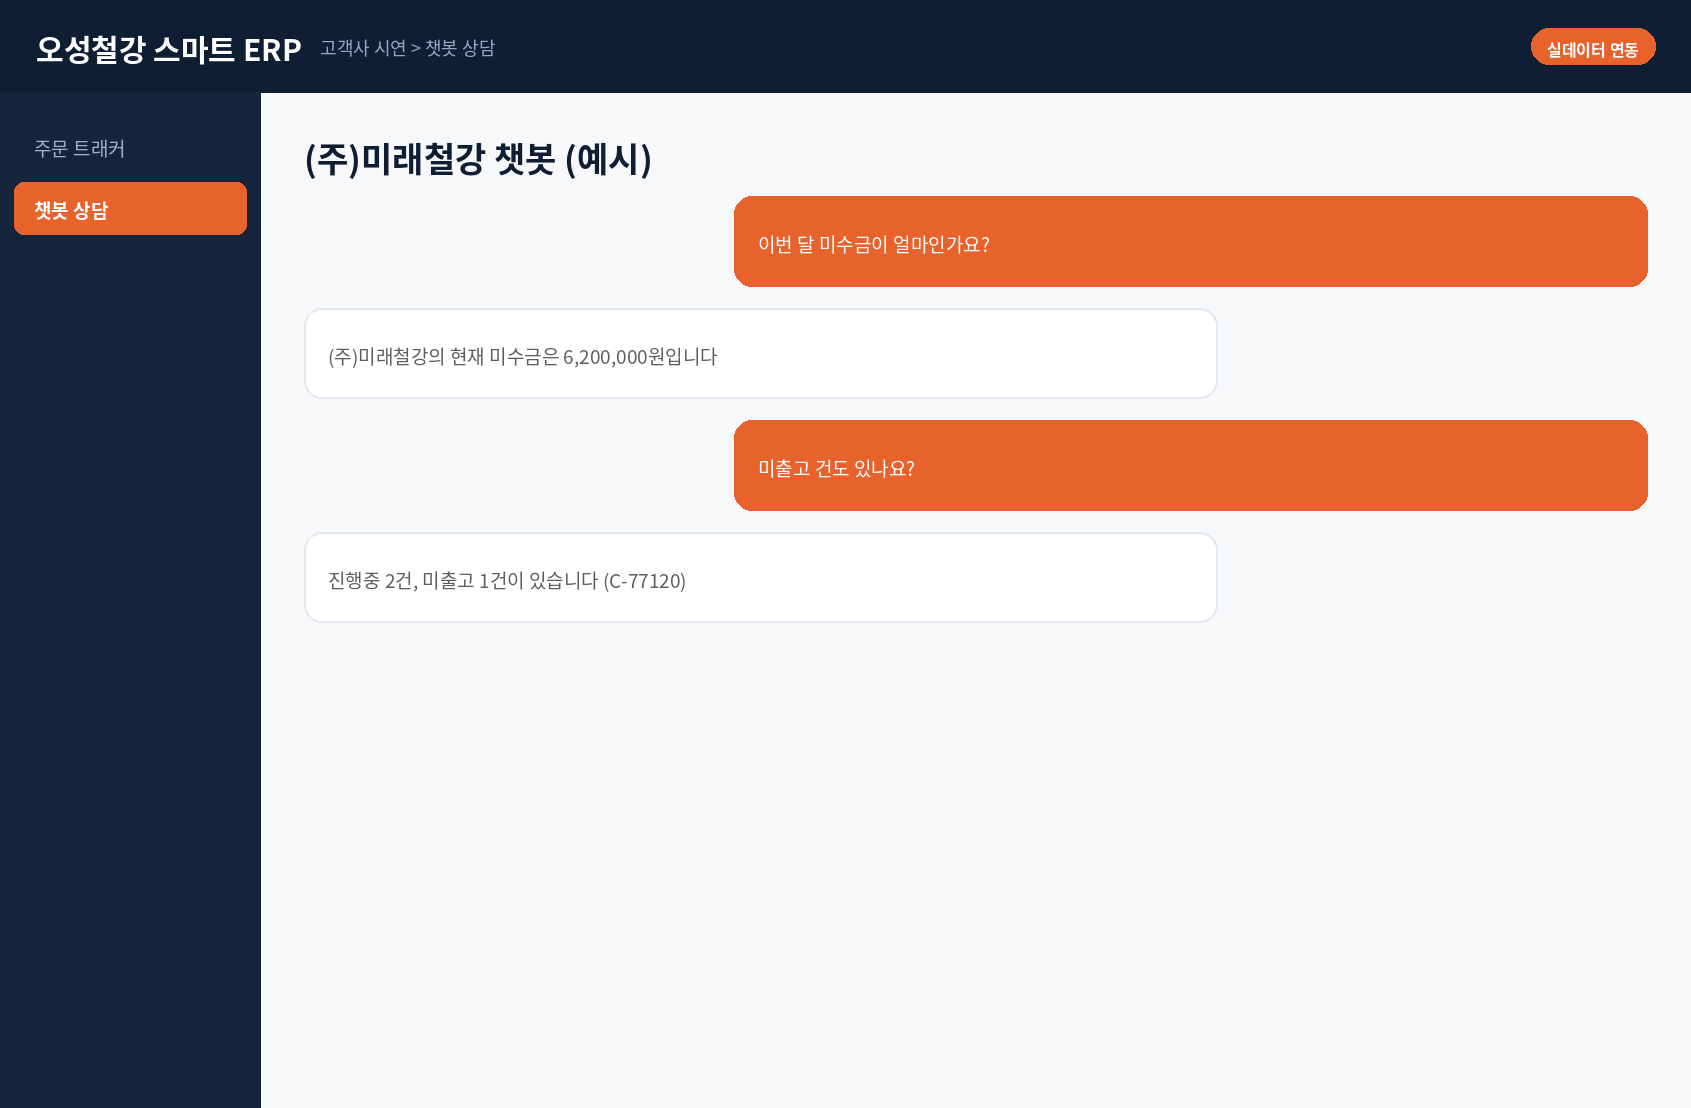 오성철강 스마트 ERP 고객사 시연 > 챗봇 상담
실데이터 연동
주문 트래커
챗봇 상담
(주)미래철강 챗봇 (예시)
이번 달 미수금이 얼마인가요?
(주)미래철강의 현재 미수금은 6,200,000원입니다
미출고 건도 있나요?
진행중 2건, 미출고 1건이 있습니다 (C-77120)